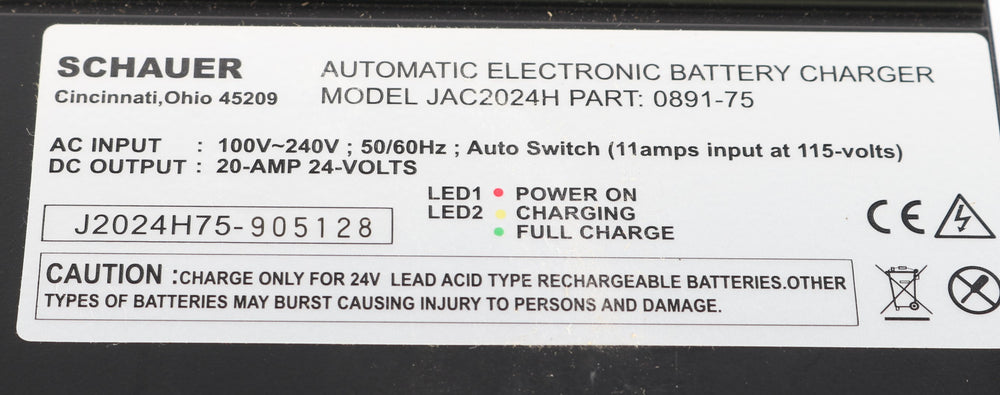 SCHAUER
Cincinnati,Ohio 45209
AUTOMATIC ELECTRONIC BATTERY CHARGER
MODEL JAC2024H PART: 0891-75
AC INPUT : 100V~240V ; 50/60Hz ; Auto Switch (11amps input at 115-volts)
DC OUTPUT : 20-AMP 24-VOLTS
LED1 POWER ON
LED2 CHARGING
FULL CHARGE
J2024H75-905128
CE
CAUTION :CHARGE ONLY FOR 24V LEAD ACID TYPE RECHARGEABLE BATTERIES.OTHER
TYPES OF BATTERIES MAY BURST CAUSING INJURY TO PERSONS AND DAMAGE.